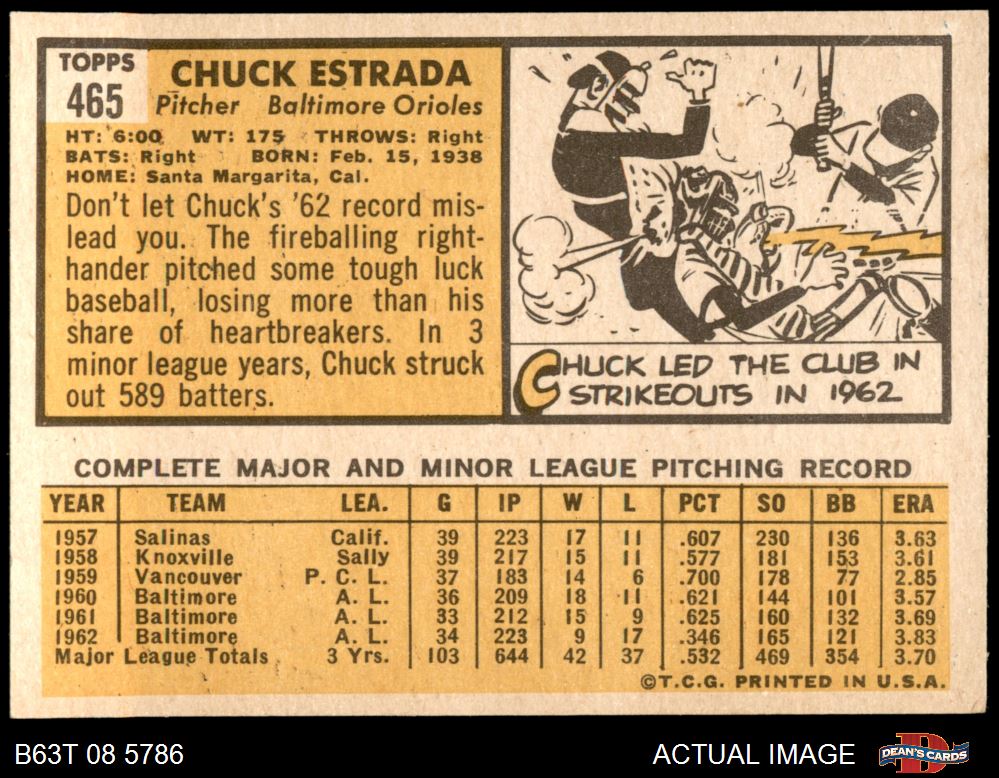 TOPPS
465
CHUCK ESTRADA
Pitcher Baltimore Orioles
HT: 6:00 WT: 175 THROWS: Right
BATS: Right BORN: Feb. 15, 1938
HOME: Santa Margarita, Cal.
Don't let Chuck's '62 record mis-
lead you. The fireballing right-
hander pitched some tough luck
baseball, losing more than his
share of heartbreakers. In 3
minor league years, Chuck struck
out 589 batters.
CHUCK LED THE CLUB IN
STRIKEOUTS IN 1962
COMPLETE MAJOR AND MINOR LEAGUE PITCHING RECORD
YEAR TEAM LEA. G IP W L PCT SO BB ERA
1957 Salinas Calif. 39 223 17 11 .607 230 136 3.63
1958 Knoxville Sally 39 217 15 11 .577 181 153 3.61
1959 Vancouver P. C. L. 37 183 14 6 .700 178 77 2.85
1960 Baltimore A. L. 36 209 18 11 .621 144 101 3.57
1961 Baltimore A. L. 33 212 15 9 .625 160 132 3.69
1962 Baltimore A. L. 34 223 9 17 .346 165 121 3.83
Major League Totals 3 Yrs. 103 644 42 37 .532 469 354 3.70
©T.C.G. PRINTED IN U.S.A.
B63T 08 5786
ACTUAL IMAGE
DEAN'S CARDS